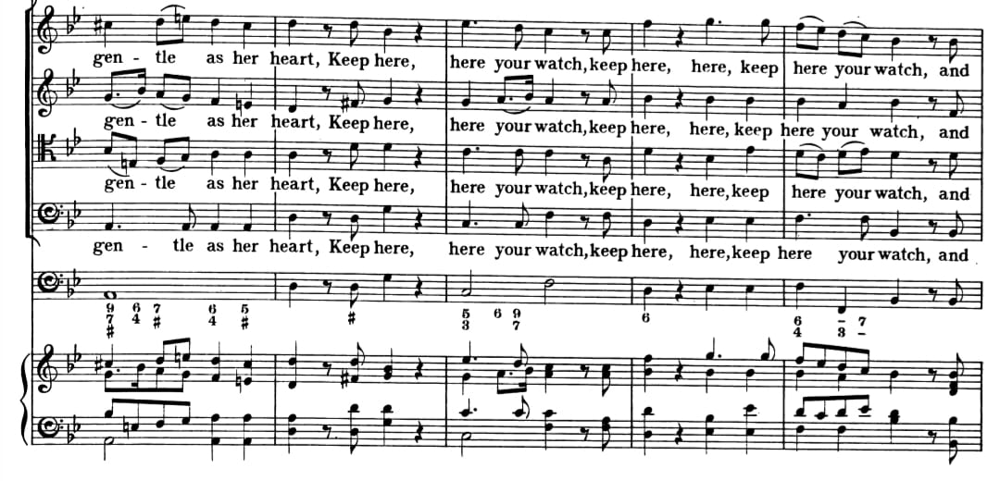 gen - tle as her heart, Keep here, here your watch, keep here, here, keep here your watch, and
gen - tle as her heart, Keep here, here your watch, keep here, here, keep here your watch, and
gen - tle as her heart, Keep here, here your watch, keep here, here, keep here your watch, and
gen - tle as her heart, Keep here, here your watch, keep here, here, keep here your watch, and
9 6 7 6 5 # 5 6 9 6 6 – 7
7 4 # 4 # 3 7 4 3 –
#